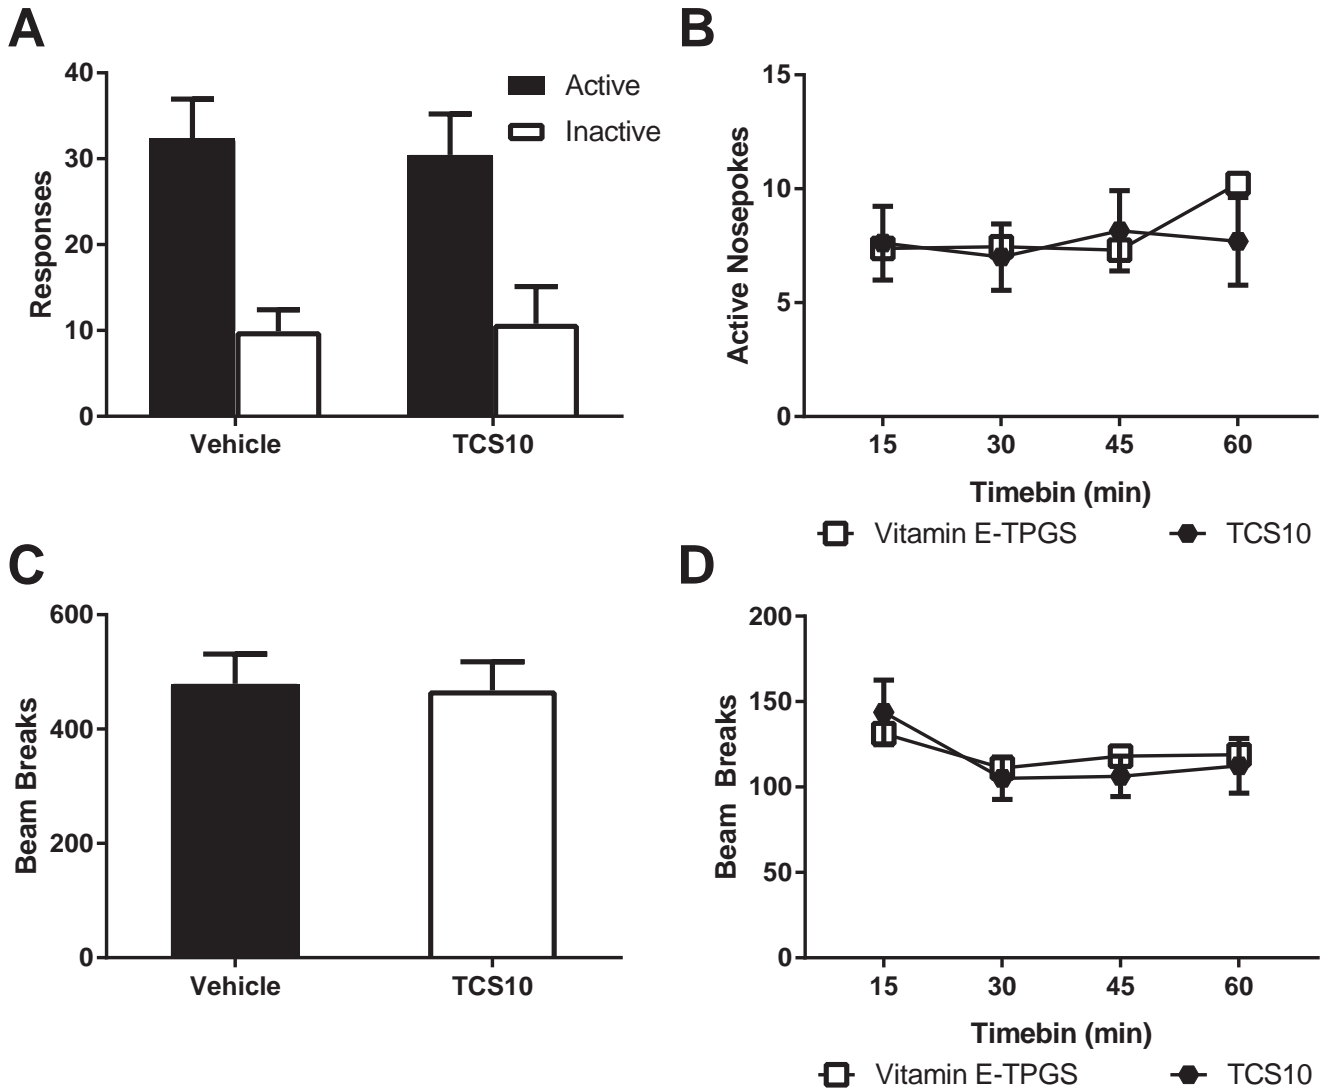 A
40
30
20
10
0
Responses
Active
Inactive
Vehicle TCS10
B
15
10
5
0
Active Nosepokes
15 30 45 60
Timebin (min)
Vitamin E-TPGS TCS10
C
600
400
200
0
Beam Breaks
Vehicle TCS10
D
200
150
100
50
0
Beam Breaks
15 30 45 60
Timebin (min)
Vitamin E-TPGS TCS10